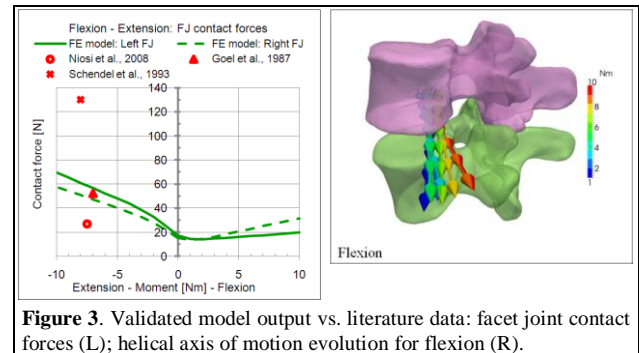 Flexion - Extension: FJ contact forces
FE model: Left FJ
FE model: Right FJ
Niosi et al., 2008
Goel et al., 1987
Schendel et al., 1993
Contact force [N]
140
120
100
80
60
40
20
0
-10
-5
0
5
10
Extension - Moment [Nm] - Flexion
Nm
10
8
6
4
2
1
Flexion
Figure 3. Validated model output vs. literature data: facet joint contact
forces (L); helical axis of motion evolution for flexion (R).